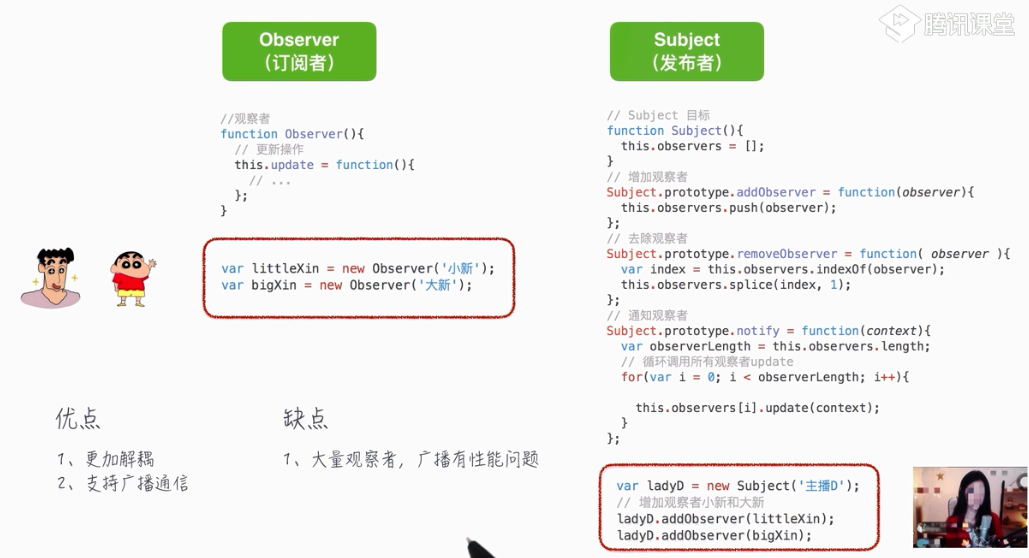 腾讯课堂
Observer
（订阅者）
//观察者
function Observer(){
// 更新操作
this.update = function(){
// ...
};
}
var littleXin = new Observer('小新');
var bigXin = new Observer('大新');
优点
1、更加解耦
2、支持广播通信
缺点
1、大量观察者，广播有性能问题
Subject
（发布者）
// Subject 目标
function Subject(){
this.observers = [];
}
// 增加观察者
Subject.prototype.addObserver = function(observer){
this.observers.push(observer);
};
// 去除观察者
Subject.prototype.removeObserver = function( observer ){
var index = this.observers.indexOf(observer);
this.observers.splice(index, 1);
};
// 通知观察者
Subject.prototype.notify = function(context){
var observerLength = this.observers.length;
// 循环调用所有观察者update
for(var i = 0; i < observerLength; i++){
this.observers[i].update(context);
}
};
var ladyD = new Subject('主播D');
// 增加观察者小新和大新
ladyD.addObserver(littleXin);
ladyD.addObserver(bigXin);